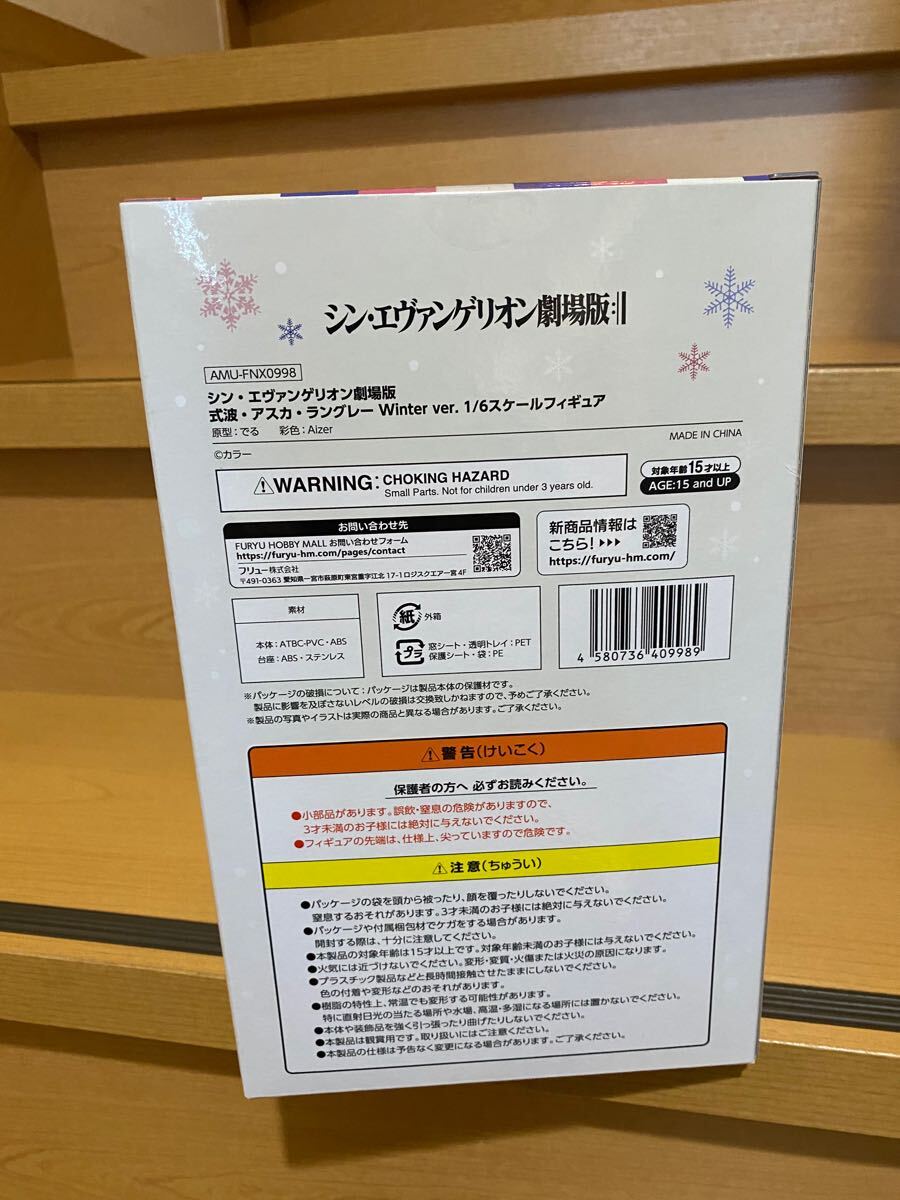 シン・エヴァンゲリオン劇場版:||
AMU-FNX0998
シン・エヴァンゲリオン劇場版
式波・アスカ・ラングレー Winter ver. 1/6スケールフィギュア
原型：でる　彩色：Aizer
MADE IN CHINA
©カラー
⚠WARNING: CHOKING HAZARD
Small Parts. Not for children under 3 years old.
対象年齢15才以上
AGE:15 and UP
お問い合わせ先
FURYU HOBBY MALL お問い合わせフォーム
https://furyu-hm.com/pages/contact
フリュー株式会社
〒491-0363 愛知県一宮市萩原町東宮重字江北 17-1 ロジスクエアー宮 4F
新商品情報は
こちら！▶▶▶
https://furyu-hm.com/
素材
本体：ATBC-PVC・ABS
台座：ABS・ステンレス
紙 外箱
プラ 窓シート・透明トレイ：PET
保護シート・袋：PE
4 580736 409989
※パッケージの破損について：パッケージは製品本体の保護材です。
製品に影響を及ぼさないレベルの破損は交換致しかねますので、予めご了承ください。
※製品の写真やイラストは実際の商品と異なる場合があります。ご了承ください。
⚠警告(けいこく)
保護者の方へ 必ずお読みください。
●小部品があります。誤飲・窒息の危険がありますので、
3才未満のお子様には絶対に与えないでください。
●フィギュアの先端は、仕様上、尖っていますので危険です。
⚠注意(ちゅうい)
●パッケージの袋を頭から被ったり、顔を覆ったりしないでください。
窒息するおそれがあります。3才未満のお子様には絶対に与えないでください。
●パッケージや付属梱包材でケガをする場合があります。
開封する際は、十分に注意してください。
●本製品の対象年齢は15才以上です。対象年齢未満のお子様には与えないでください。
●火気には近づけないでください。変形・変質・火傷または火災の原因になります。
●プラスチック製品などと長時間接触させたままにしないでください。
色の付着や変形などのおそれがあります。
●樹脂の特性上、常温でも変形する可能性があります。
特に直射日光の当たる場所や水場、高温・多湿になる場所には置かないでください。
●本体や装飾品を強く引っ張ったり曲げたりしないでください。
●本製品は観賞用です。取り扱いにはご注意ください。
●本製品の仕様は予告なく変更になる場合があります。ご了承ください。